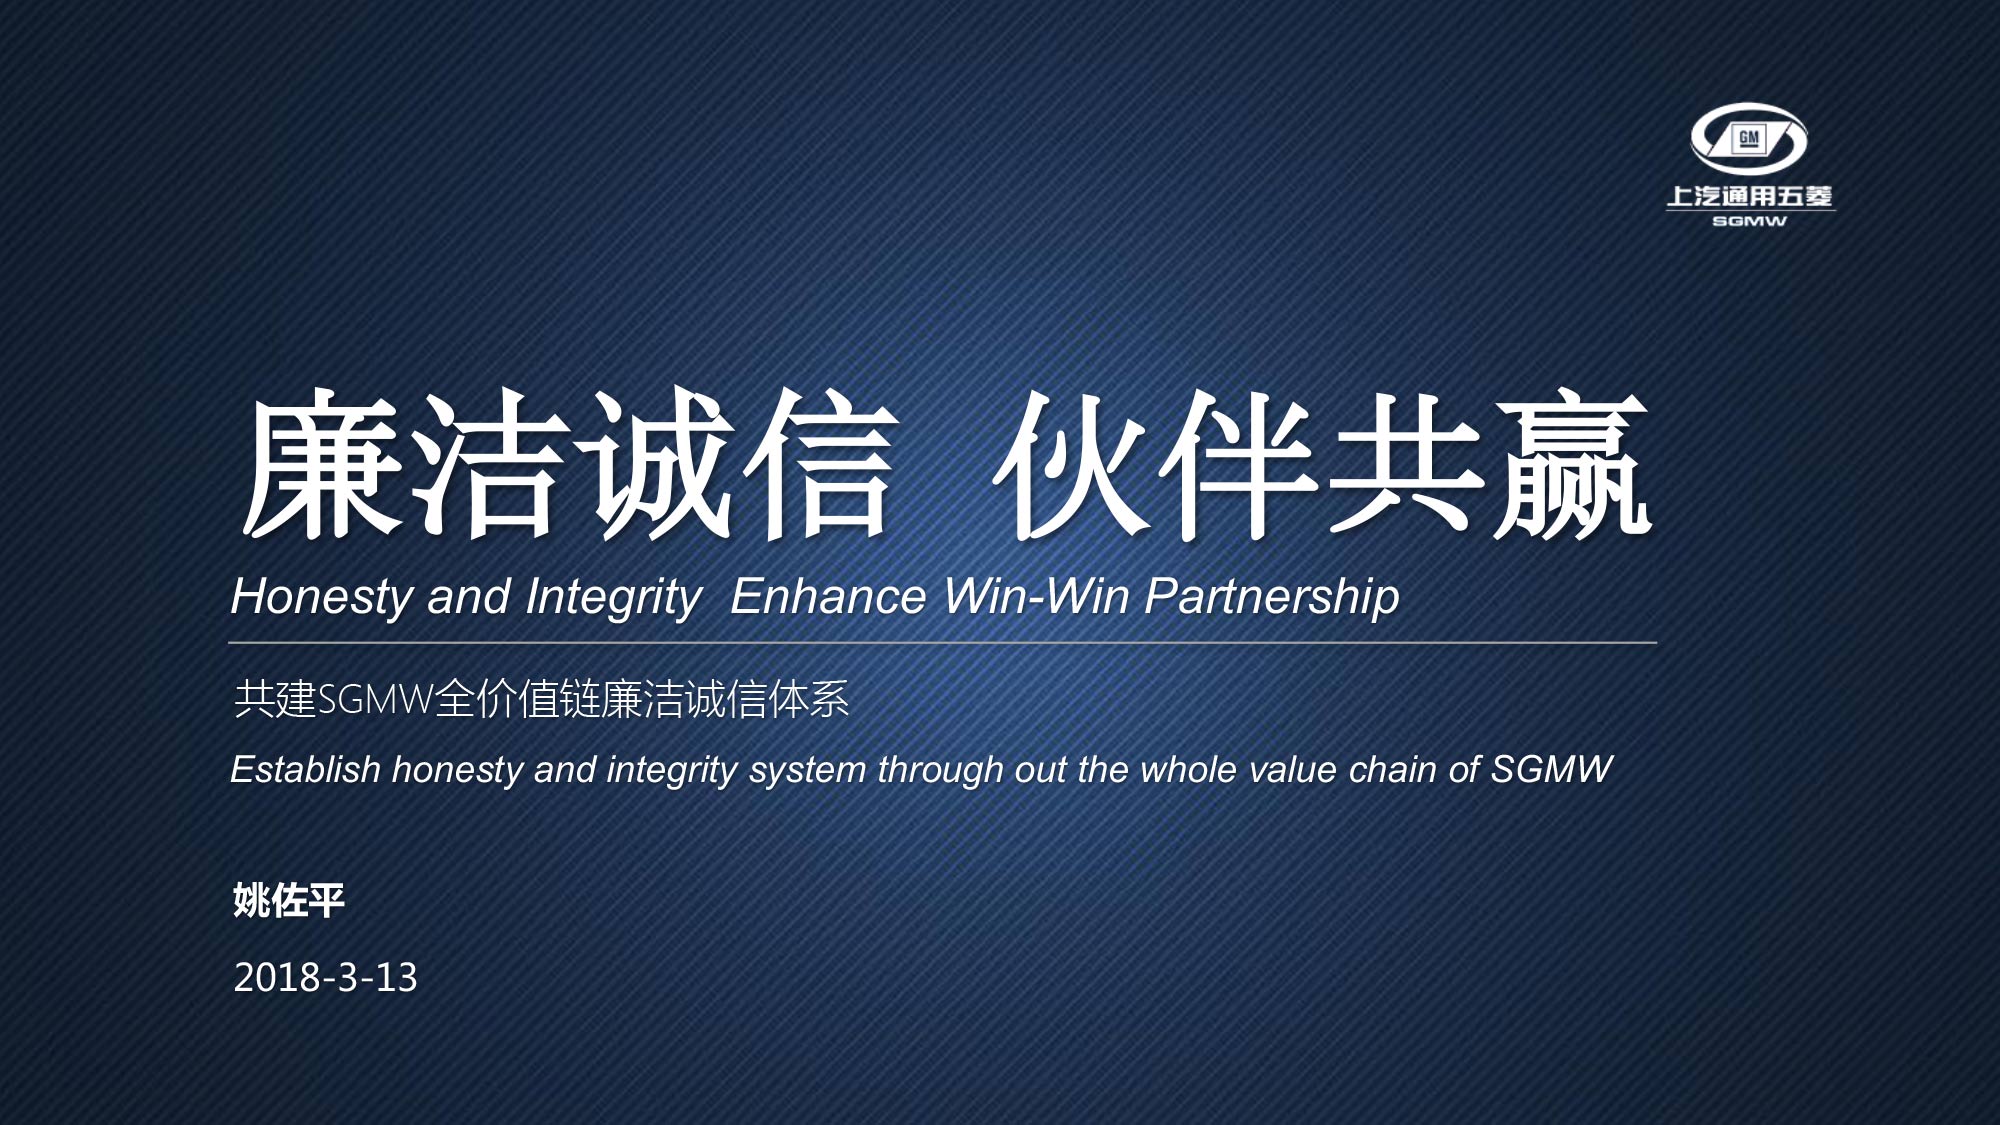 GM
上汽通用五菱
SGMW
廉洁诚信 伙伴共赢
Honesty and Integrity Enhance Win-Win Partnership
共建SGMW全价值链廉洁诚信体系
Establish honesty and integrity system through out the whole value chain of SGMW
姚佐平
2018-3-13